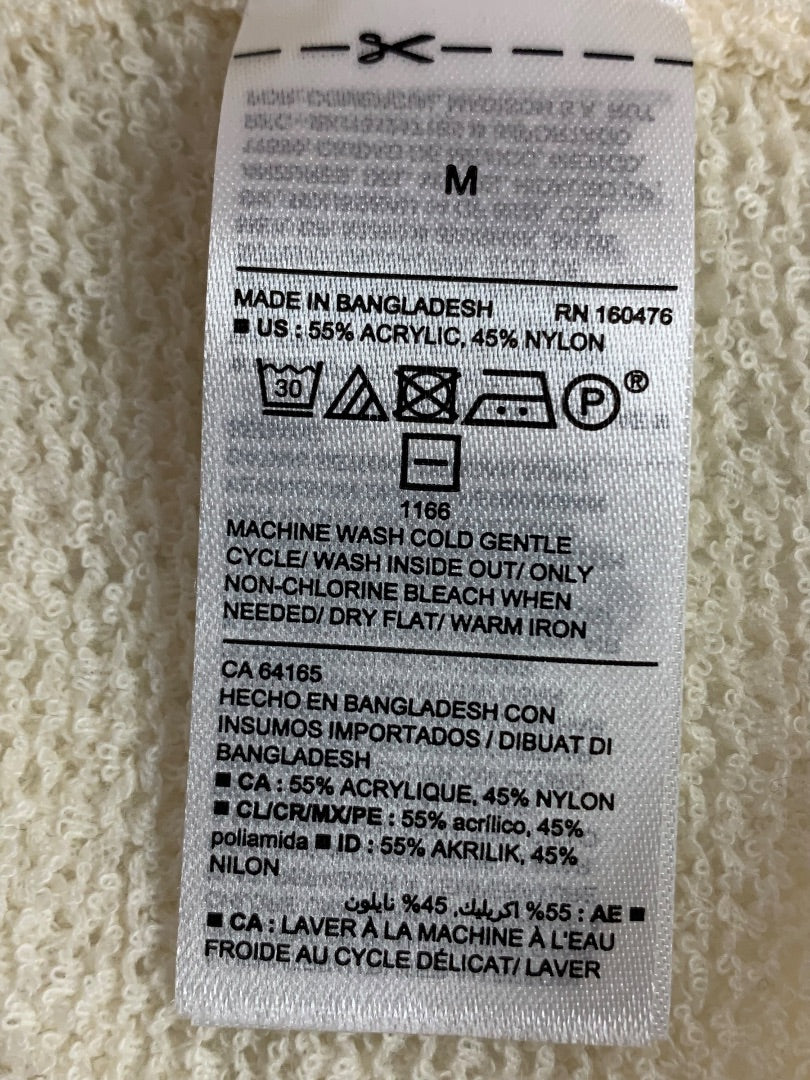 M
MADE IN BANGLADESH RN 160476
■ US : 55% ACRYLIC, 45% NYLON
30 P ®
1166
MACHINE WASH COLD GENTLE
CYCLE/ WASH INSIDE OUT/ ONLY
NON-CHLORINE BLEACH WHEN
NEEDED/ DRY FLAT/ WARM IRON
CA 64165
HECHO EN BANGLADESH CON
INSUMOS IMPORTADOS / DIBUAT DI
BANGLADESH
■ CA : 55% ACRYLIQUE, 45% NYLON
■ CL/CR/MX/PE : 55% acrílico, 45%
poliamida ■ ID : 55% AKRILIK, 45%
NILON
■ AE : 55% اكريليك, 45% نايلون
■ CA : LAVER À LA MACHINE À L'EAU
FROIDE AU CYCLE DÉLICAT/ LAVER